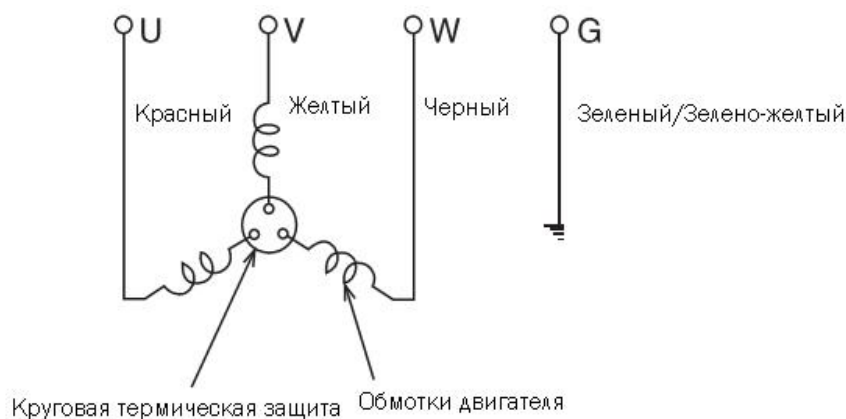 U V W G
Красный Желтый Черный Зеленый/Зелено-желтый
Круговая термическая защита Обмотки двигателя